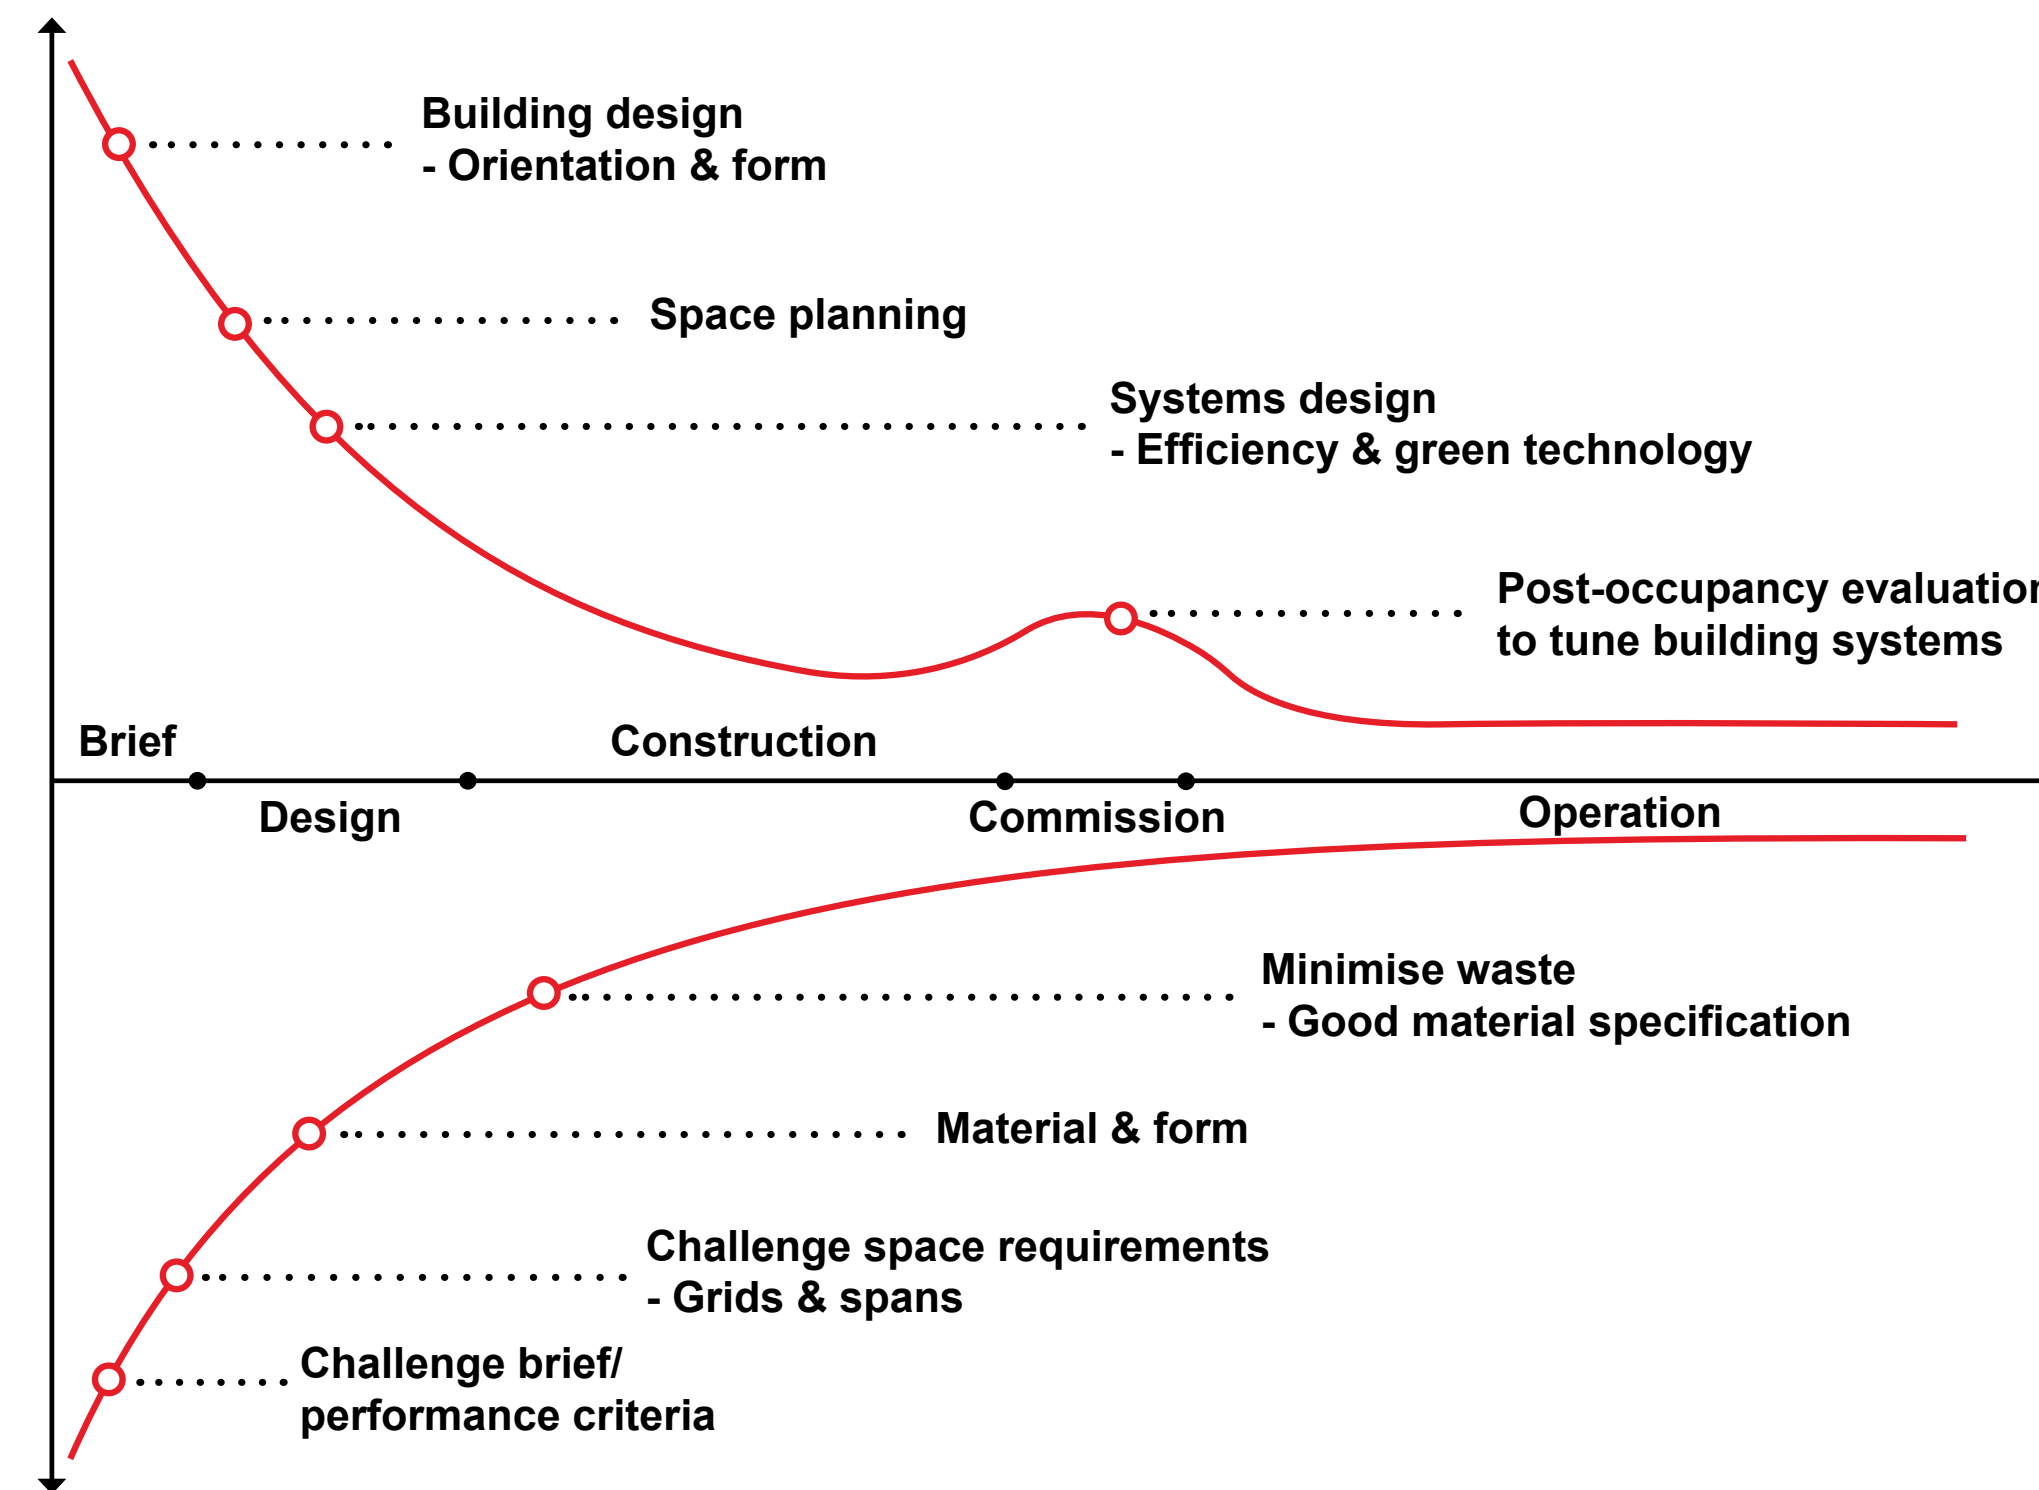 Building design
- Orientation & form
Space planning
Systems design
- Efficiency & green technology
Post-occupancy evaluation
to tune building systems
Brief
Construction
Design
Commission
Operation
Minimise waste
- Good material specification
Material & form
Challenge space requirements
- Grids & spans
Challenge brief/
performance criteria